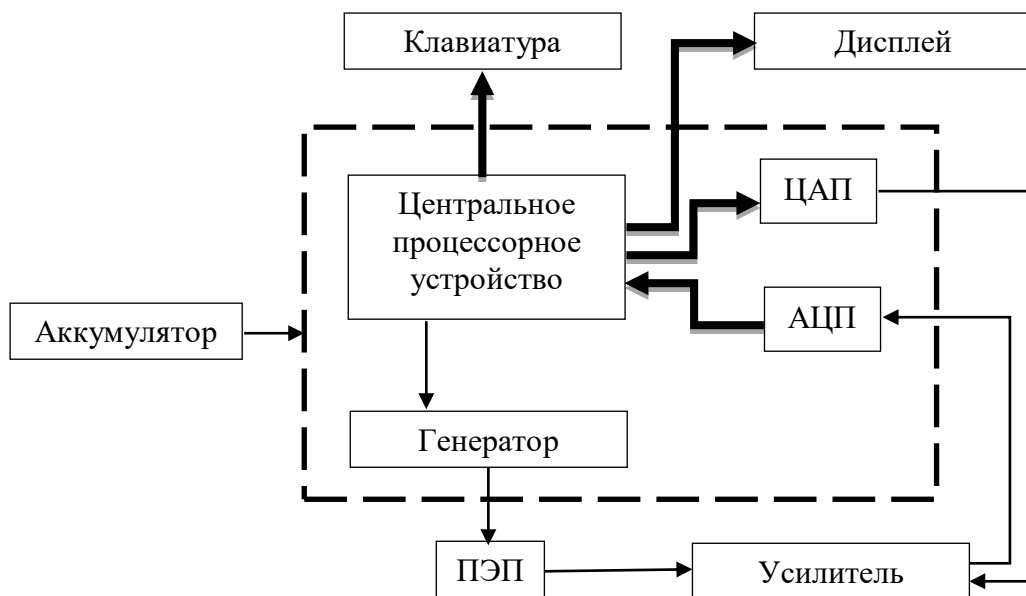 Клавиатура
Дисплей
Центральное
процессорное
устройство
ЦАП
АЦП
Аккумулятор
Генератор
ПЭП
Усилитель